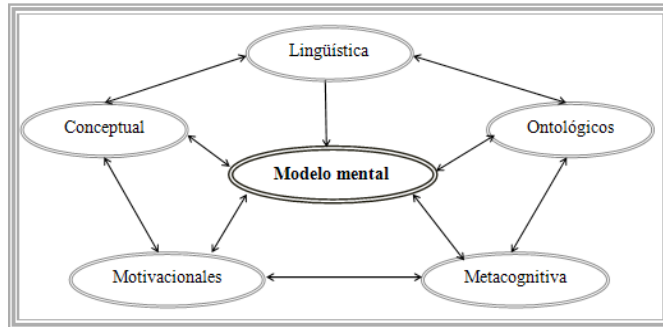 Lingüística
Conceptual
Ontológicos
Modelo mental
Motivacionales
Metacognitiva